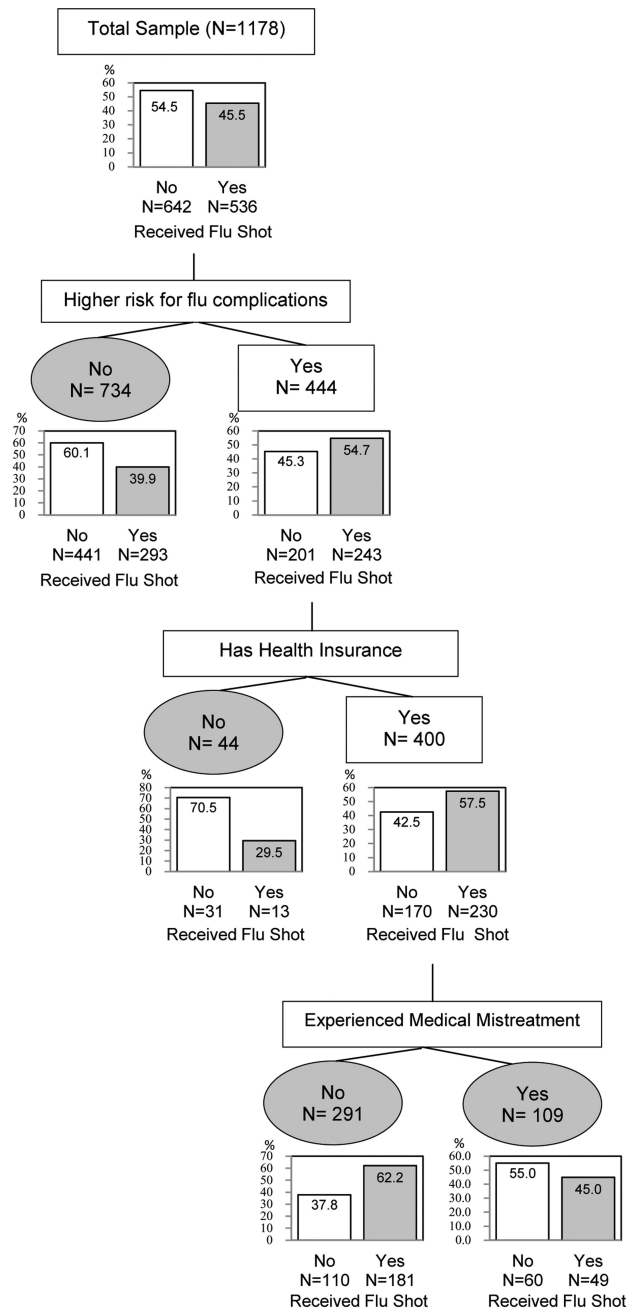 Total Sample (N=1178)
%
60
50
40
30
20
10
0
54.5
45.5
No Yes
N=642 N=536
Received Flu Shot
Higher risk for flu complications
No
N= 734
Yes
N= 444
%
70
60
50
40
30
20
10
0
60.1
39.9
No Yes
N=441 N=293
Received Flu Shot
60
50
40
30
20
10
0
45.3
54.7
No Yes
N=201 N=243
Received Flu Shot
Has Health Insurance
No
N= 44
Yes
N= 400
%
80
70
60
50
40
30
20
10
0
70.5
29.5
No Yes
N=31 N=13
Received Flu Shot
%
60
50
40
30
20
10
0
42.5
57.5
No Yes
N=170 N=230
Received Flu Shot
Experienced Medical Mistreatment
No
N= 291
Yes
N= 109
%
70
60
50
40
30
20
10
0
37.8
62.2
No Yes
N=110 N=181
Received Flu Shot
%
60.0
50.0
40.0
30.0
20.0
10.0
0.0
55.0
45.0
No Yes
N=60 N=49
Received Flu Shot